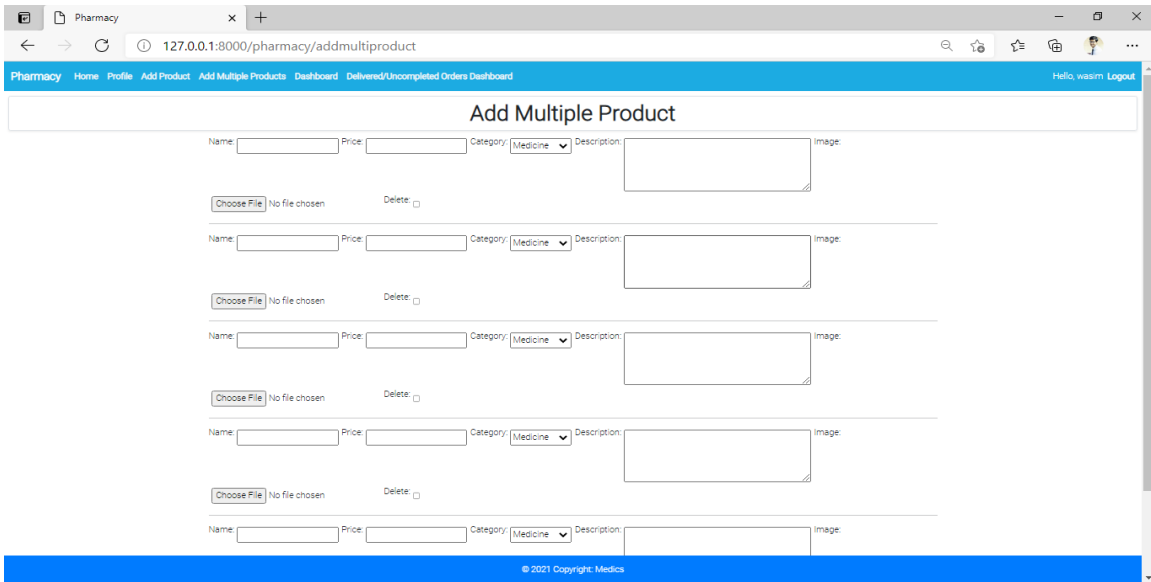 Pharmacy
127.0.0.1:8000/pharmacy/addmultiproduct
Pharmacy Home Profile Add Product Add Multiple Products Dashboard Delivered/Uncompleted Orders Dashboard Hello, wasim Logout
Add Multiple Product
Name: Price: Category: Medicine Description: Image:
Choose File No file chosen Delete:
Name: Price: Category: Medicine Description: Image:
Choose File No file chosen Delete:
Name: Price: Category: Medicine Description: Image:
Choose File No file chosen Delete:
Name: Price: Category: Medicine Description: Image:
Choose File No file chosen Delete:
Name: Price: Category: Medicine Description: Image:
© 2021 Copyright: Medics